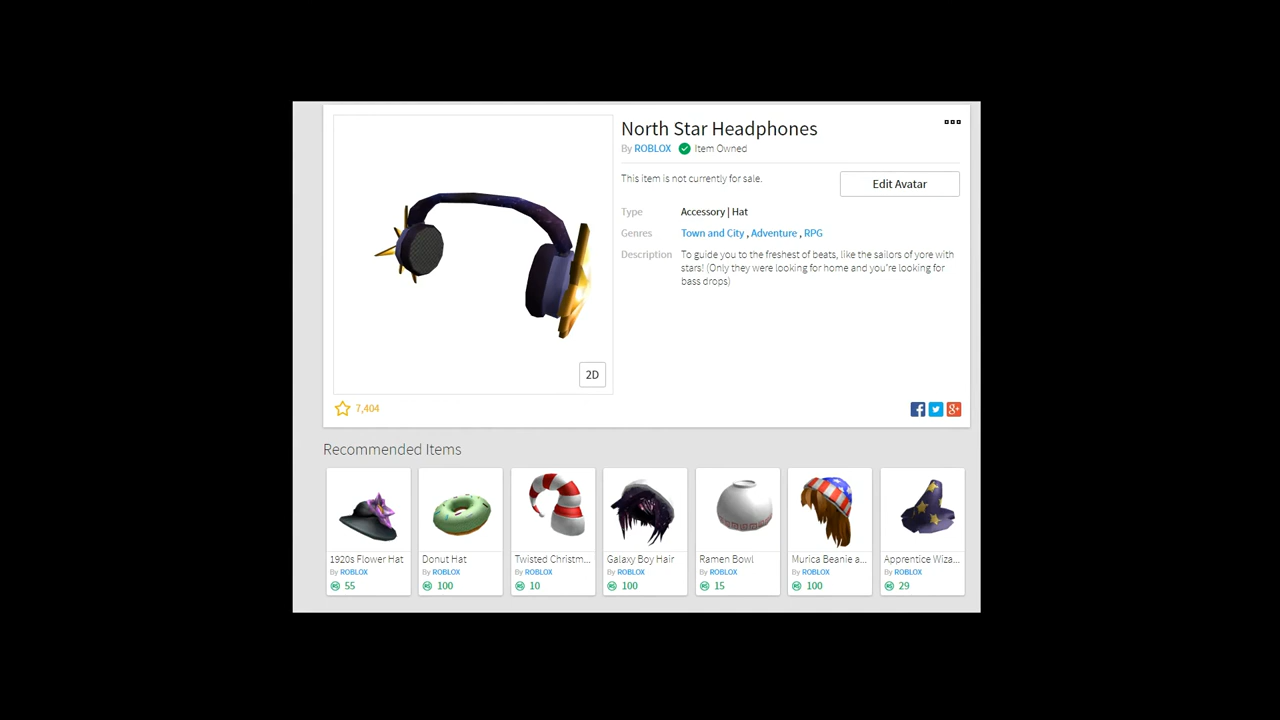 North Star Headphones
By ROBLOX Item Owned
This item is not currently for sale.
Edit Avatar
Type Accessory | Hat
Genres Town and City , Adventure , RPG
Description To guide you to the freshest of beats, like the sailors of yore with
stars! (Only they were looking for home and you're looking for
bass drops)
2D
7,404
Recommended Items
1920s Flower Hat
By ROBLOX
R$ 55
Donut Hat
By ROBLOX
R$ 100
Twisted Christm...
By ROBLOX
R$ 10
Galaxy Boy Hair
By ROBLOX
R$ 100
Ramen Bowl
By ROBLOX
R$ 15
Murica Beanie a...
By ROBLOX
R$ 100
Apprentice Wiza...
By ROBLOX
R$ 29